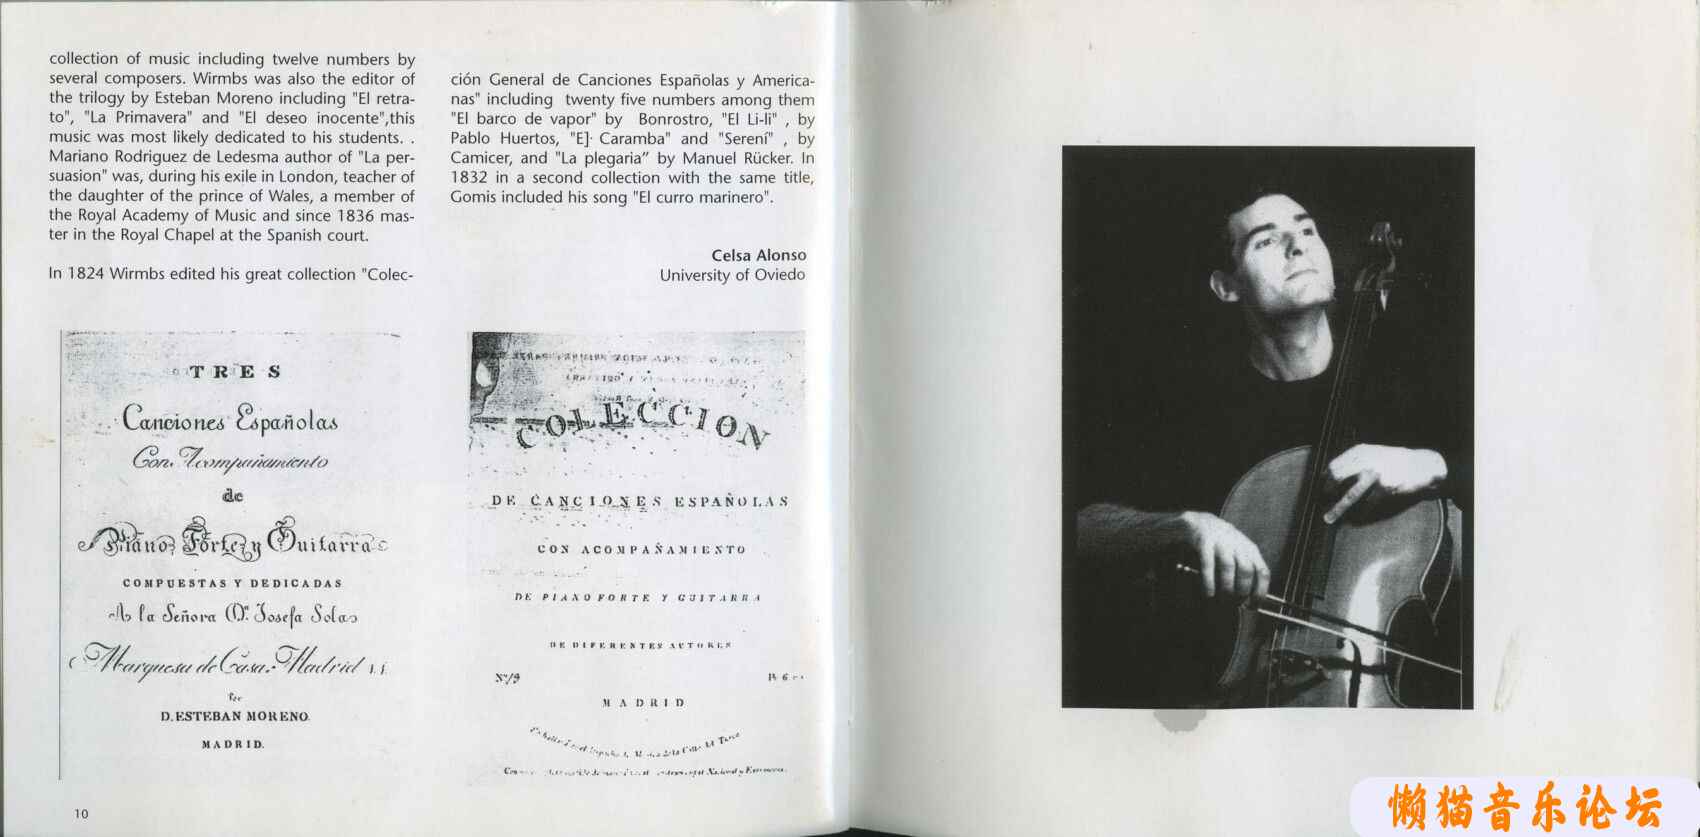 collection of music including twelve numbers by
several composers. Wirmbs was also the editor of
the trilogy by Esteban Moreno including "El retra-
to", "La Primavera" and "El deseo inocente",this
music was most likely dedicated to his students. .
Mariano Rodriguez de Ledesma author of "La per-
suasion" was, during his exile in London, teacher of
the daughter of the prince of Wales, a member of
the Royal Academy of Music and since 1836 mas-
ter in the Royal Chapel at the Spanish court.
In 1824 Wirmbs edited his great collection "Colec-
ción General de Canciones Españolas y America-
nas" including twenty five numbers among them
"El barco de vapor" by Bonrostro, "El Li-li" , by
Pablo Huertos, "E]· Caramba" and "Serení" , by
Camicer, and "La plegaria” by Manuel Rücker. In
1832 in a second collection with the same title,
Gomis included his song "El curro marinero".
Celsa Alonso
University of Oviedo
TRES
Canciones Españolas
Con Acompañamiento
de
Piano Forte y Guitarra
COMPUESTAS Y DEDICADAS
A la Señora Dª. Josefa Solas
Marquesa de Casa-Madrid
Por
D. ESTEBAN MORENO.
MADRID.
COLECCION
DE CANCIONES ESPAÑOLAS
CON ACOMPAÑAMIENTO
DE PIANO FORTE Y GUITARRA
DE DIFERENTES AUTORES
Nº 19
MADRID
10
懒猫音乐论坛